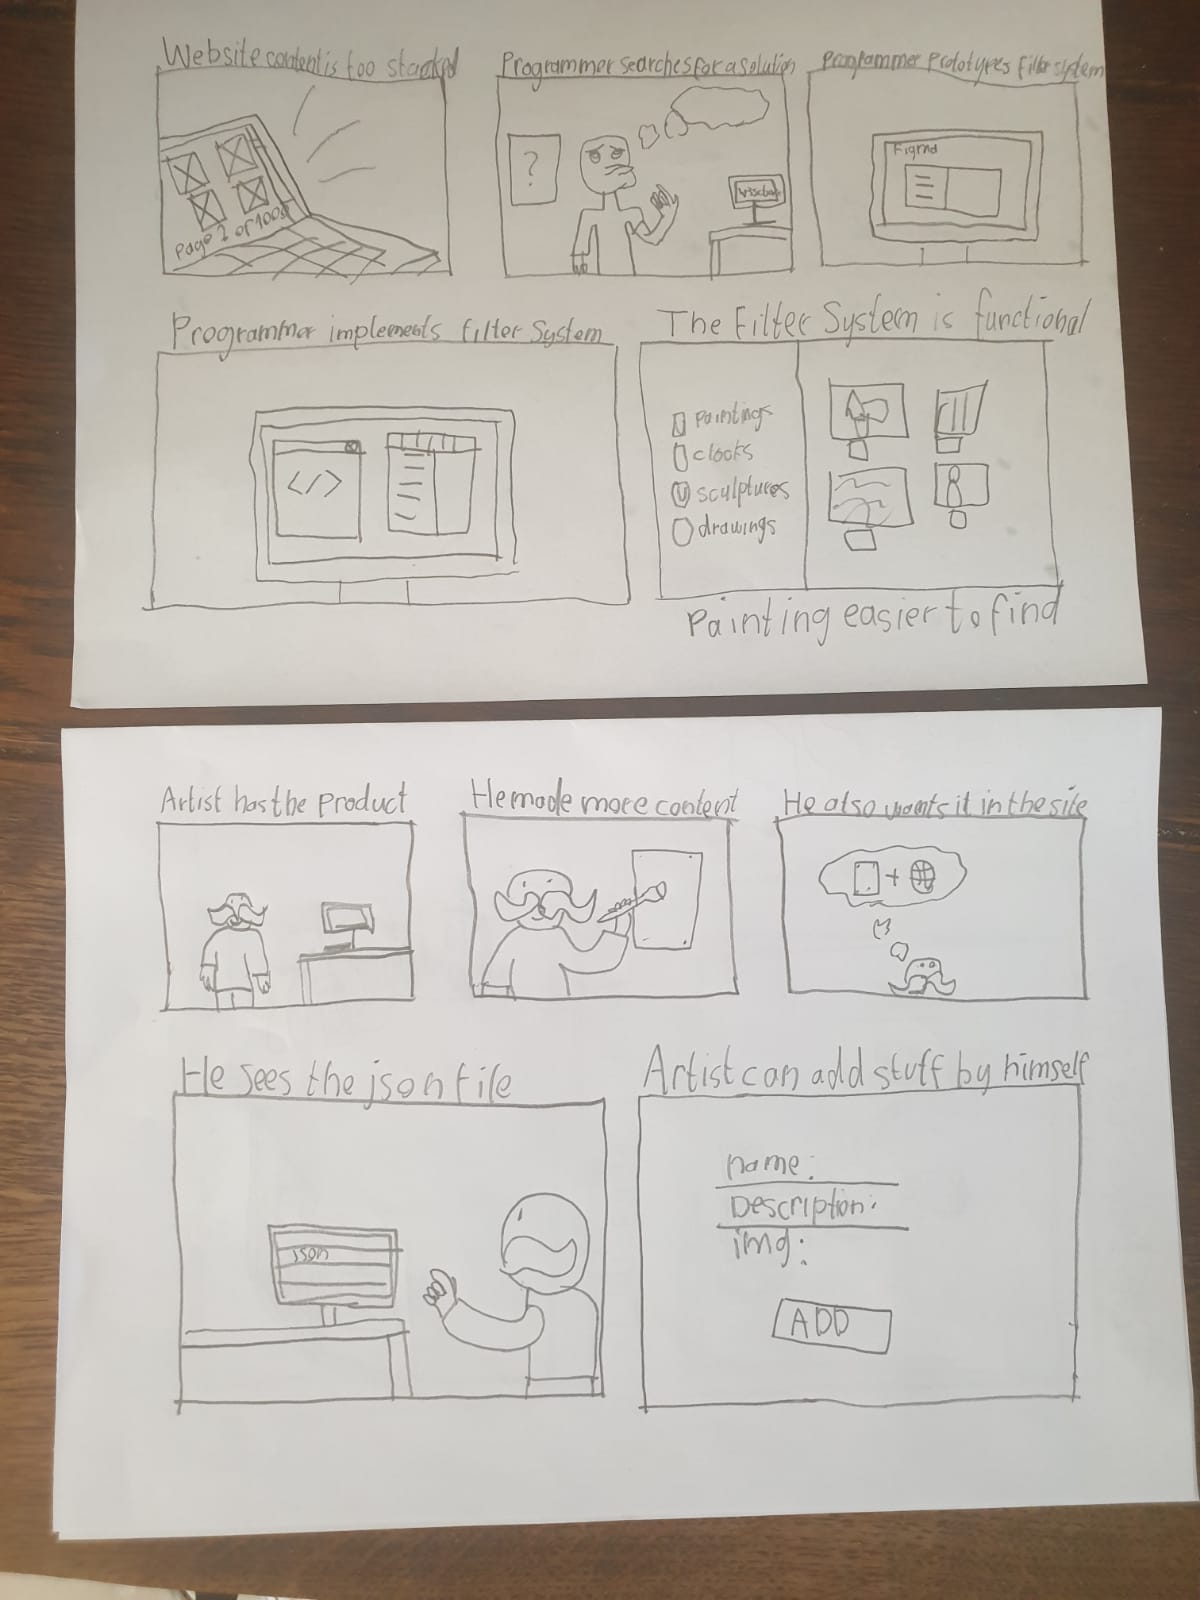 Website content is too stacked
Programmer searches for a solution
Programmer Prototypes Filter system
Page 1 of 1000
?
Figma
Programmer implements filter System
The Filter System is functional
</>
paintings
clocks
sculptures
drawings
Painting easier to find
Artist has the product
He made more content
He also wants it in the site
He sees the json file
Artist can add stuff by himself
json
name:
Description:
img:
ADD